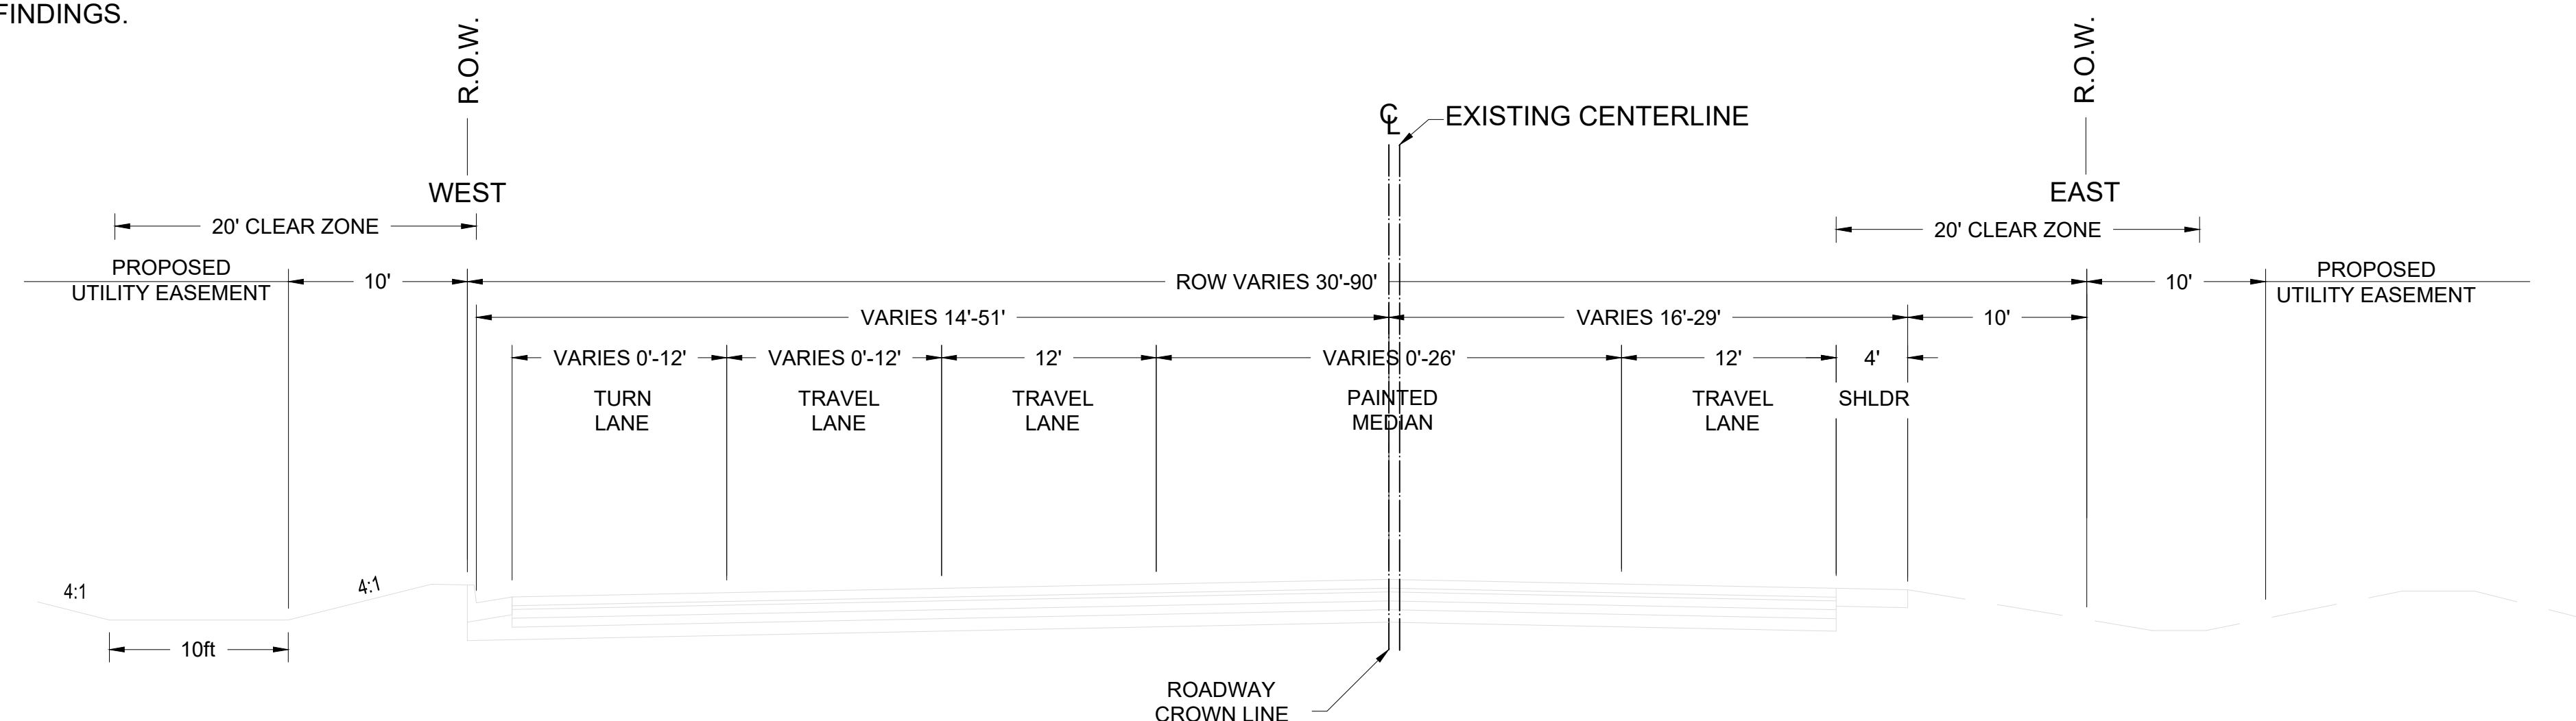 FINDINGS.
R.O.W.
R.O.W.
℄
EXISTING CENTERLINE
WEST
EAST
20' CLEAR ZONE
20' CLEAR ZONE
PROPOSED
UTILITY EASEMENT
10'
ROW VARIES 30'-90'
10'
PROPOSED
UTILITY EASEMENT
VARIES 14'-51'
VARIES 16'-29'
10'
VARIES 0'-12'
VARIES 0'-12'
12'
VARIES 0'-26'
12'
4'
TURN
LANE
TRAVEL
LANE
TRAVEL
LANE
PAINTED
MEDIAN
TRAVEL
LANE
SHLDR
4:1
4:1
10ft
ROADWAY
CROWN LINE